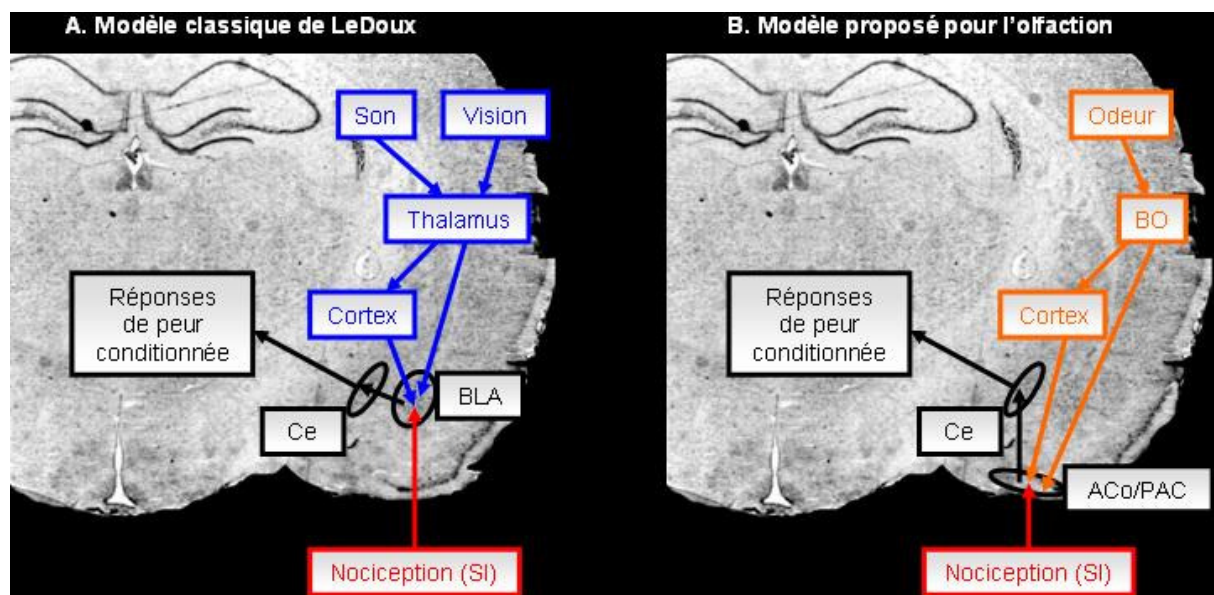 A. Modèle classique de LeDoux
Son
Vision
Thalamus
Cortex
Réponses
de peur
conditionnée
BLA
Ce
Nociception (SI)
B. Modèle proposé pour l'olfaction
Odeur
BO
Cortex
Réponses
de peur
conditionnée
Ce
ACo/PAC
Nociception (SI)